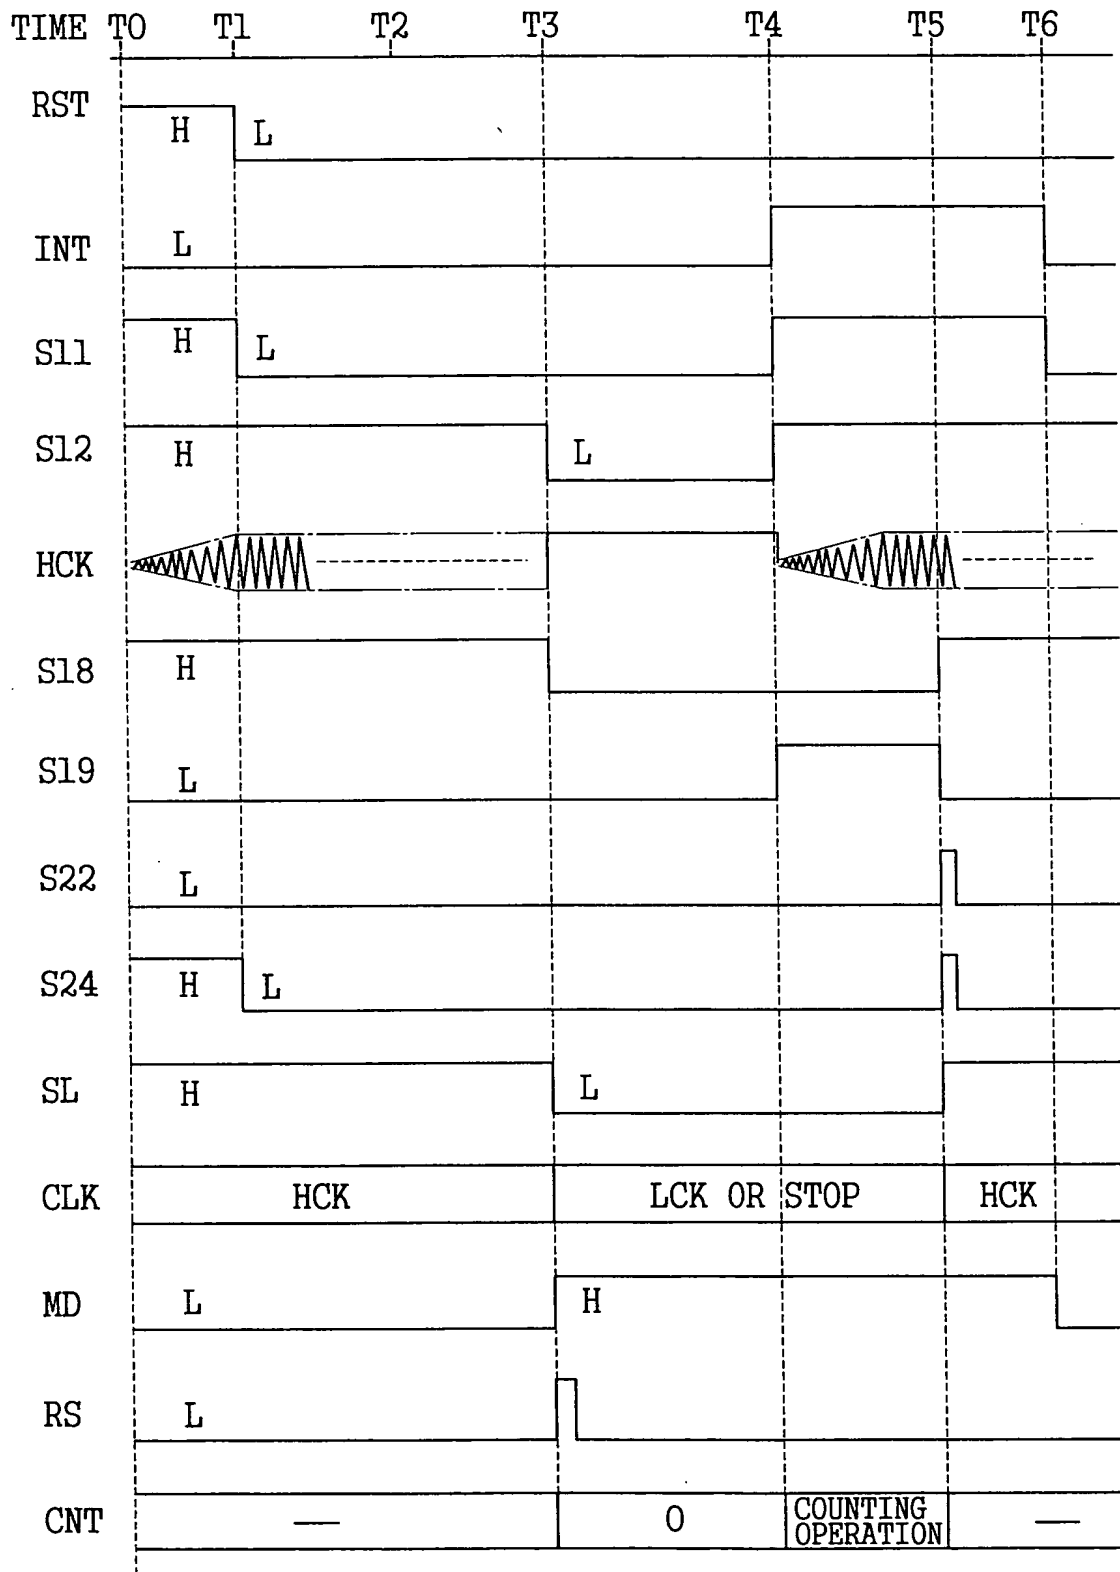 TIME T0 T1 T2 T3 T4 T5 T6
RST H L
INT L
S11 H L
S12 H L
HCK
S18 H
S19 L
S22 L
S24 H L
SL H L
CLK HCK LCK OR STOP HCK
MD L H
RS L
CNT — 0 COUNTING —
OPERATION